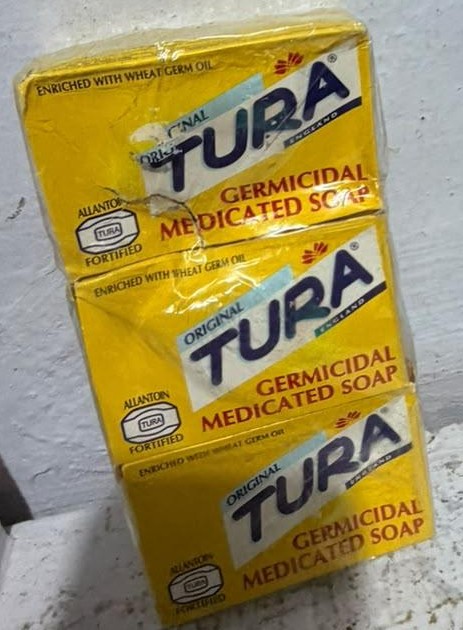 ENRICHED WITH WHEAT GERM OIL
TURA®
ENGLAND
GERMICIDAL
MEDICATED SOAP
ALLANTOIN
TURA
FORTIFIED
ENRICHED WITH WHEAT GERM OIL
ORIGINAL
TURA®
ENGLAND
GERMICIDAL
MEDICATED SOAP
ALLANTOIN
TURA
FORTIFIED
ENRICHED WITH WHEAT GERM OIL
ORIGINAL
TURA®
ENGLAND
GERMICIDAL
MEDICATED SOAP
ALLANTOIN
TURA
FORTIFIED